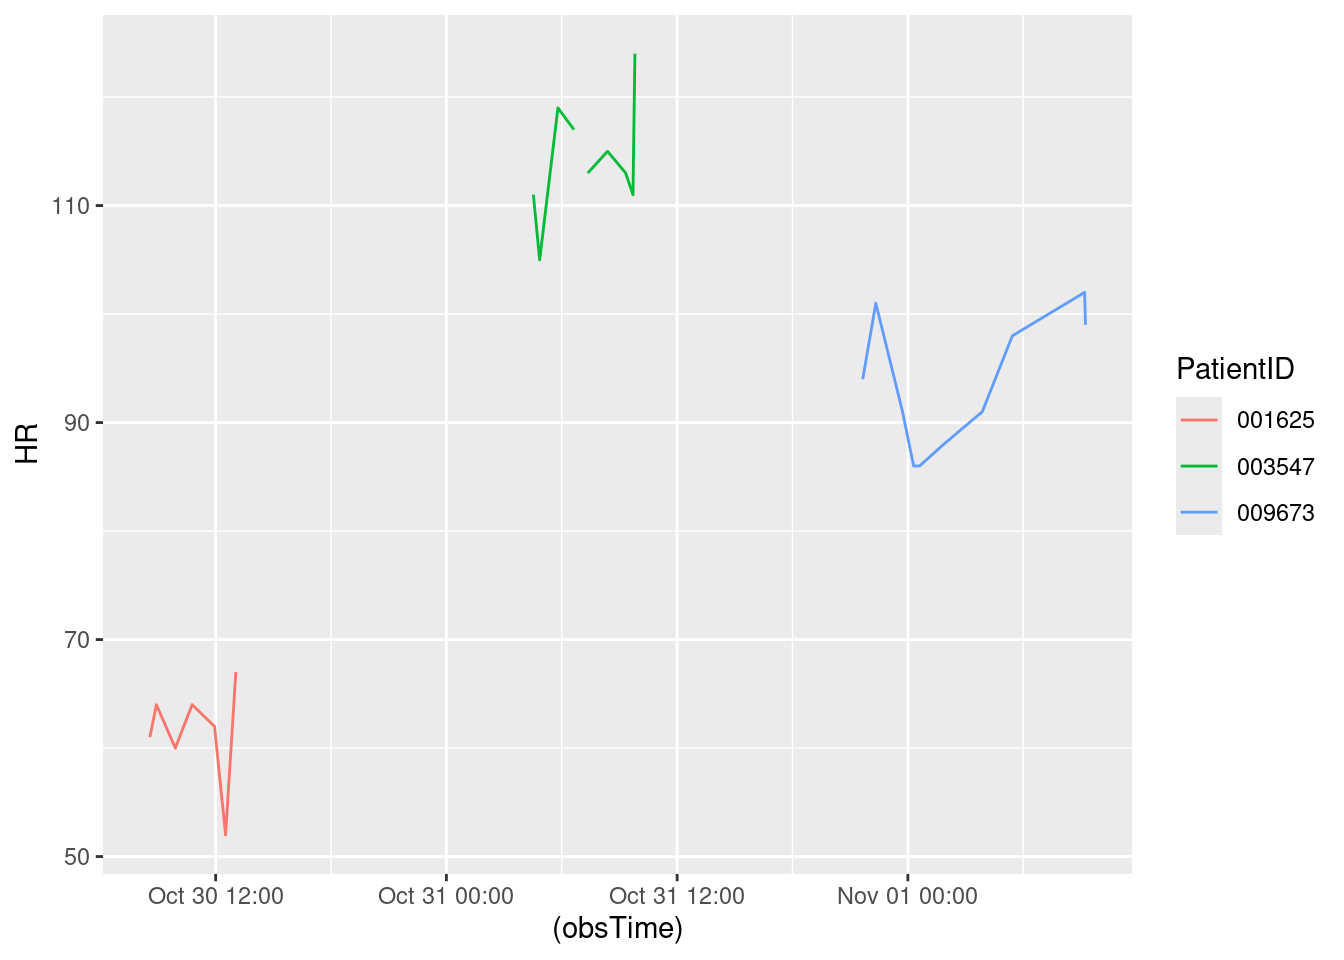 110
90
70
50
HR
Oct 30 12:00
Oct 31 00:00
Oct 31 12:00
Nov 01 00:00
(obsTime)
PatientID
001625
003547
009673